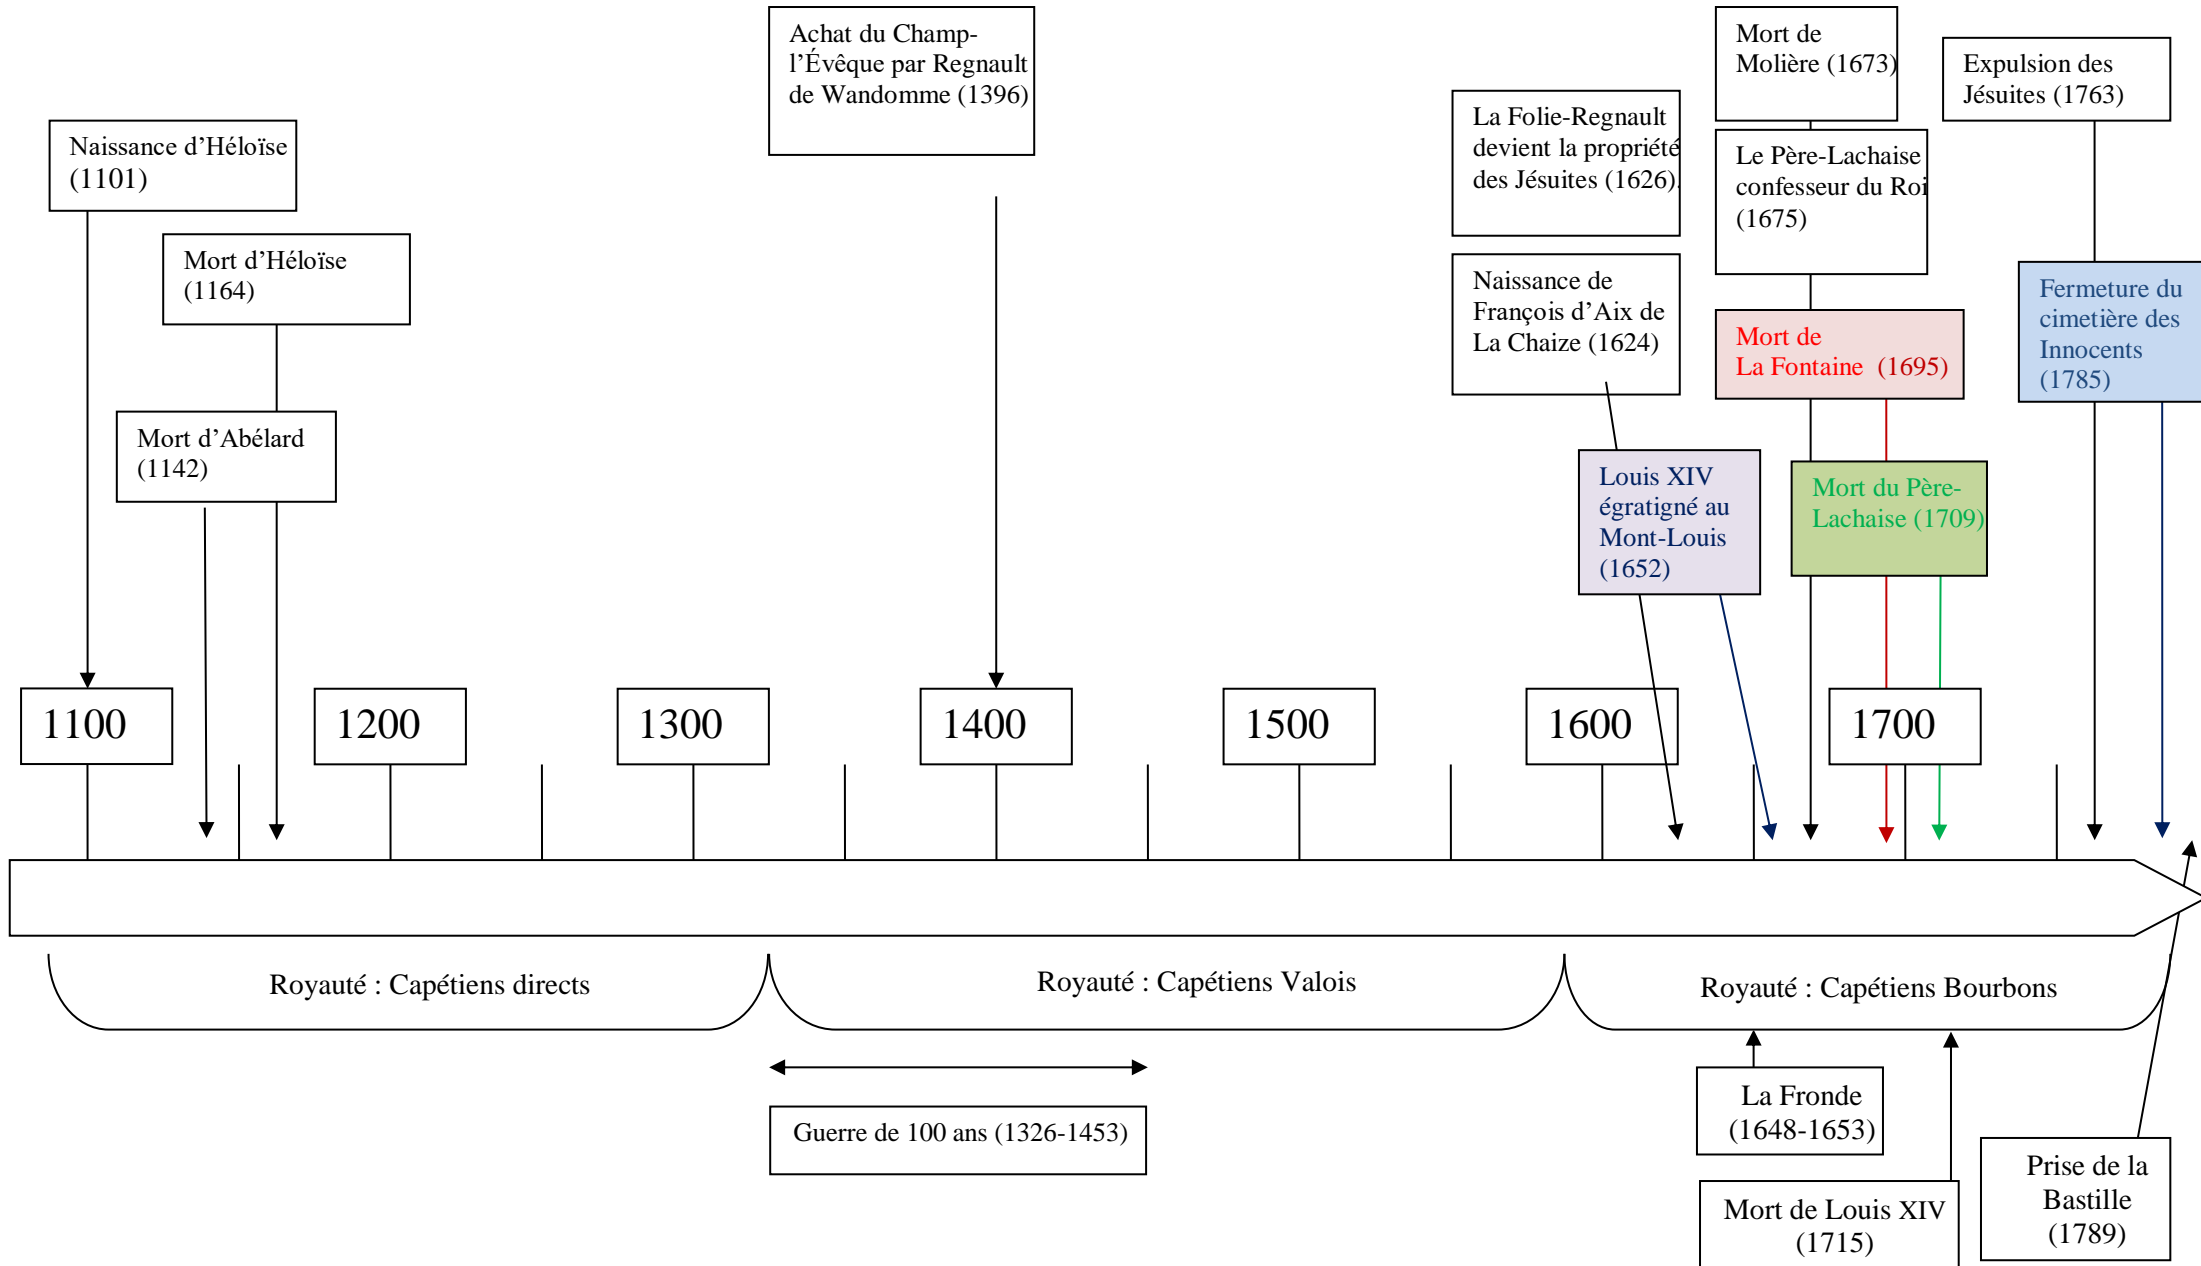 Achat du Champ-
l’Évêque par Regnault
de Wandomme (1396)
Mort de
Molière (1673)
Expulsion des
Jésuites (1763)
La Folie-Regnault
devient la propriété
des Jésuites (1626).
Naissance d’Héloïse
(1101)
Le Père-Lachaise
confesseur du Roi
(1675)
Mort d’Héloïse
(1164)
Naissance de
François d’Aix de
La Chaize (1624)
Fermeture du
cimetière des
Innocents
(1785)
Mort de
La Fontaine  (1695)
Mort d’Abélard
(1142)
Louis XIV
égratigné au
Mont-Louis
(1652)
Mort du Père-
Lachaise (1709)
1100
1200
1300
1400
1500
1600
1700
Royauté : Capétiens directs
Royauté : Capétiens Valois
Royauté : Capétiens Bourbons
Guerre de 100 ans (1326-1453)
La Fronde
(1648-1653)
Mort de Louis XIV
(1715)
Prise de la
Bastille
(1789)